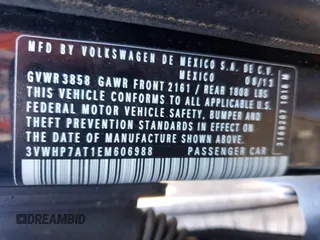 MFD BY VOLKSWAGEN DE MEXICO S.A. DE C.V.
MEXICO 08/13
GVWR 3858 GAWR FRONT 2161 / REAR 1808 LBS
THIS VEHICLE CONFORMS TO ALL APPLICABLE
FEDERAL MOTOR VEHICLE SAFETY, BUMPER AND
THEFT PREVENTION STANDARDS IN EFFECT ON
THE DATE OF MANUFACTURE SHOWN ABOVE.
3VWHP7AT1EM606988 PASSENGER CAR
DREAMBID